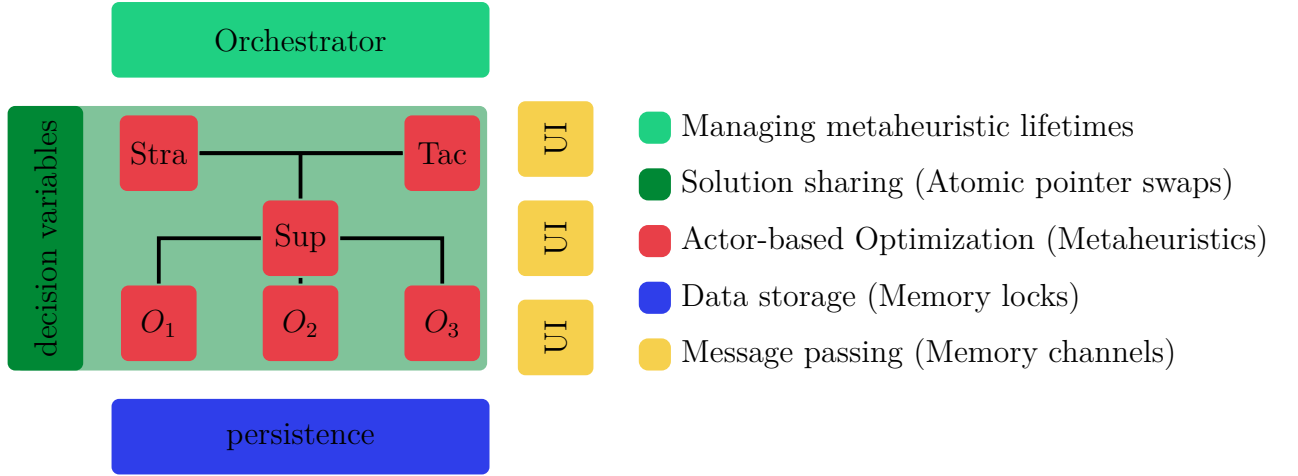 Orchestrator
decision variables
Stra
Tac
Sup
O₁
O₂
O₃
UI
UI
UI
persistence
Managing metaheuristic lifetimes
Solution sharing (Atomic pointer swaps)
Actor-based Optimization (Metaheuristics)
Data storage (Memory locks)
Message passing (Memory channels)